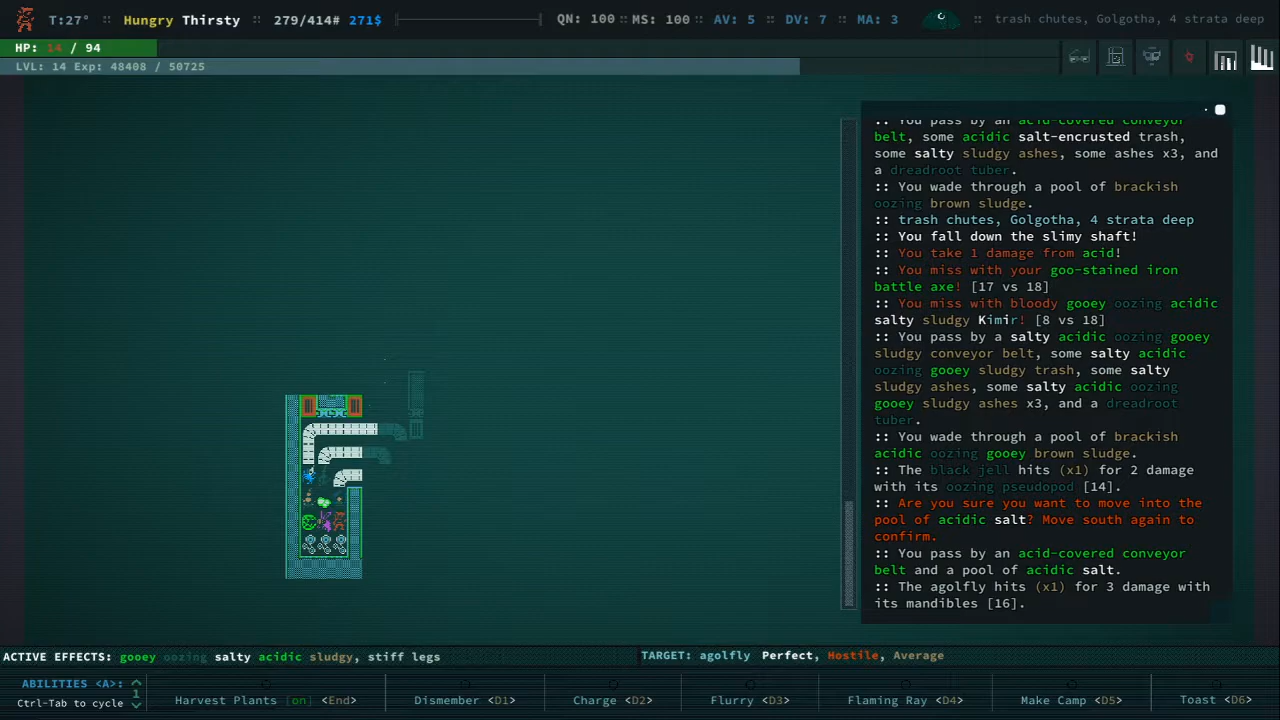 T:27° :: Hungry Thirsty :: 279/414# 271$ QN: 100 :: MS: 100 :: AV: 5 :: DV: 7 :: MA: 3 :: trash chutes, Golgotha, 4 strata deep
HP: 14 / 94
LVL: 14 Exp: 48408 / 50725
:: You pass by an acid-covered conveyor
belt, some acidic salt-encrusted trash,
some salty sludgy ashes, some ashes x3, and
a dreadroot tuber.
:: You wade through a pool of brackish
oozing brown sludge.
:: trash chutes, Golgotha, 4 strata deep
:: You fall down the slimy shaft!
:: You take 1 damage from acid!
:: You miss with your goo-stained iron
battle axe! [17 vs 18]
:: You miss with bloody gooey oozing acidic
salty sludgy Kimir! [8 vs 18]
:: You pass by a salty acidic oozing gooey
sludgy conveyor belt, some salty acidic
oozing gooey sludgy trash, some salty
sludgy ashes, some salty acidic oozing
gooey sludgy ashes x3, and a dreadroot
tuber.
:: You wade through a pool of brackish
acidic oozing gooey brown sludge.
:: The black jell hits (x1) for 2 damage
with its oozing pseudopod [14].
:: Are you sure you want to move into the
pool of acidic salt? Move south again to
confirm.
:: You pass by an acid-covered conveyor
belt and a pool of acidic salt.
:: The agolfly hits (x1) for 3 damage with
its mandibles [16].
ACTIVE EFFECTS: gooey oozing salty acidic sludgy, stiff legs
TARGET: agolfly Perfect, Hostile, Average
ABILITIES <A>: 1
Ctrl-Tab to cycle
Harvest Plants [on] <End> Dismember <D1> Charge <D2> Flurry <D3> Flaming Ray <D4> Make Camp <D5> Toast <D6>